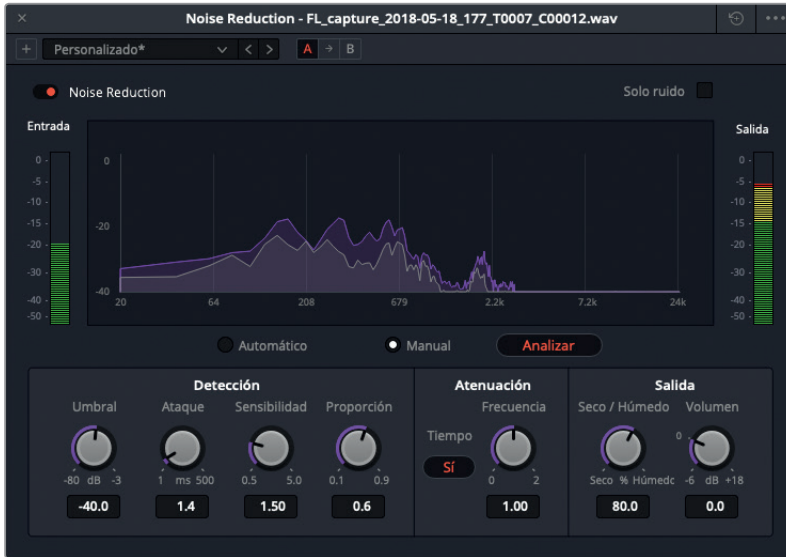 Noise Reduction - FL_capture_2018-05-18_177_T0007_C00012.wav
Personalizado*
A B
Noise Reduction
Solo ruido
Entrada
Salida
0
-5
-10
-15
-20
-30
-40
-50
0
-20
-40
20 64 208 679 2.2k 7.2k 24k
0
-5
-10
-15
-20
-30
-40
-50
Automático
Manual
Analizar
Detección
Umbral Ataque Sensibilidad Proporción
-80 dB -3 1 ms 500 0.5 5.0 0.1 0.9
-40.0 1.4 1.50 0.6
Atenuación
Frecuencia
Tiempo
Sí
0 2
1.00
Salida
Seco / Húmedo Volumen
0
Seco % Húmedc -6 dB +18
80.0 0.0